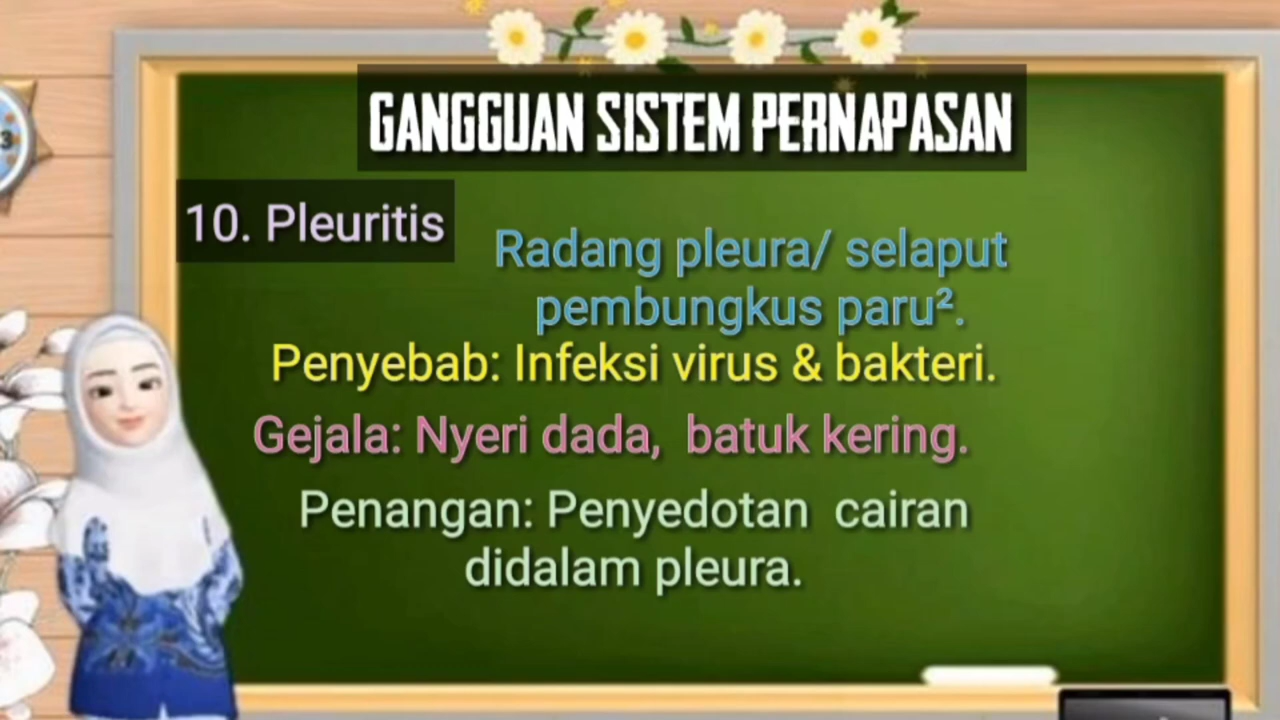 GANGGUAN SISTEM PERNAPASAN
10. Pleuritis
Radang pleura/ selaput
pembungkus paru².
Penyebab: Infeksi virus & bakteri.
Gejala: Nyeri dada, batuk kering.
Penangan: Penyedotan cairan
didalam pleura.
3